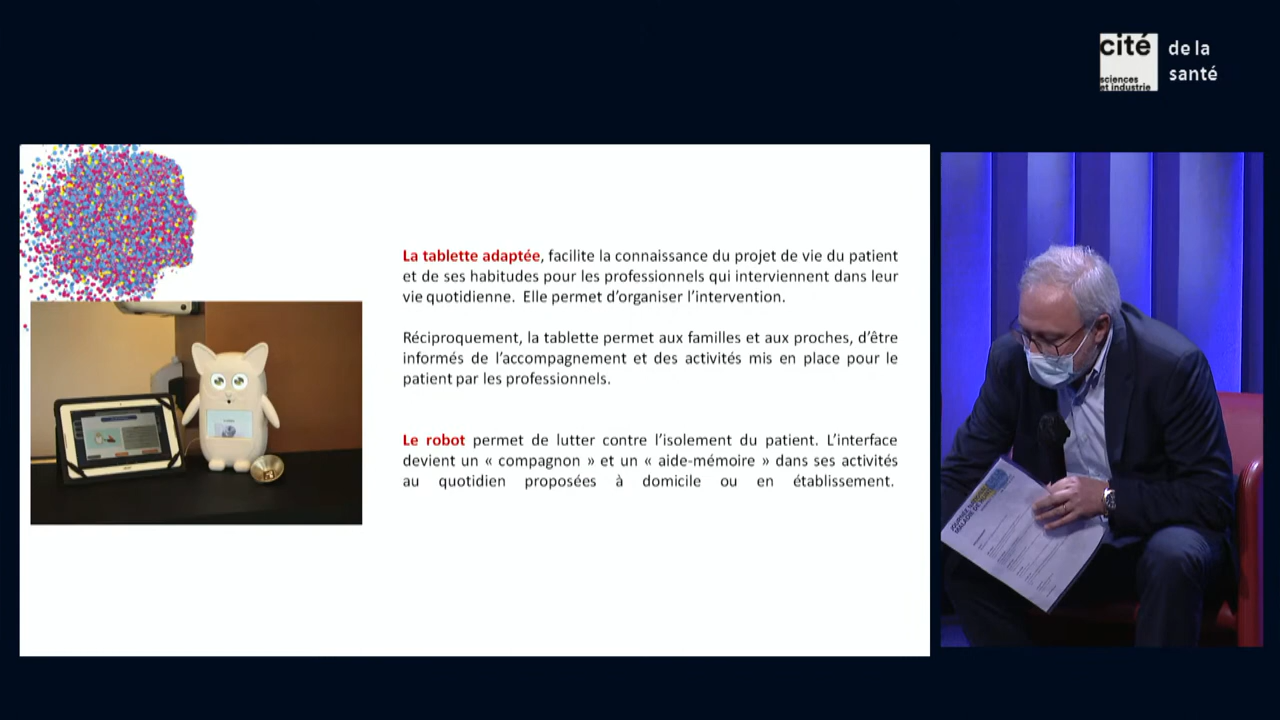 cité
sciences
et industrie
de la
santé
La tablette adaptée, facilite la connaissance du projet de vie du patient
et de ses habitudes pour les professionnels qui interviennent dans leur
vie quotidienne. Elle permet d'organiser l'intervention.
Réciproquement, la tablette permet aux familles et aux proches, d'être
informés de l'accompagnement et des activités mis en place pour le
patient par les professionnels.
Le robot permet de lutter contre l'isolement du patient. L'interface
devient un « compagnon » et un « aide-mémoire » dans ses activités
au quotidien proposées à domicile ou en établissement.